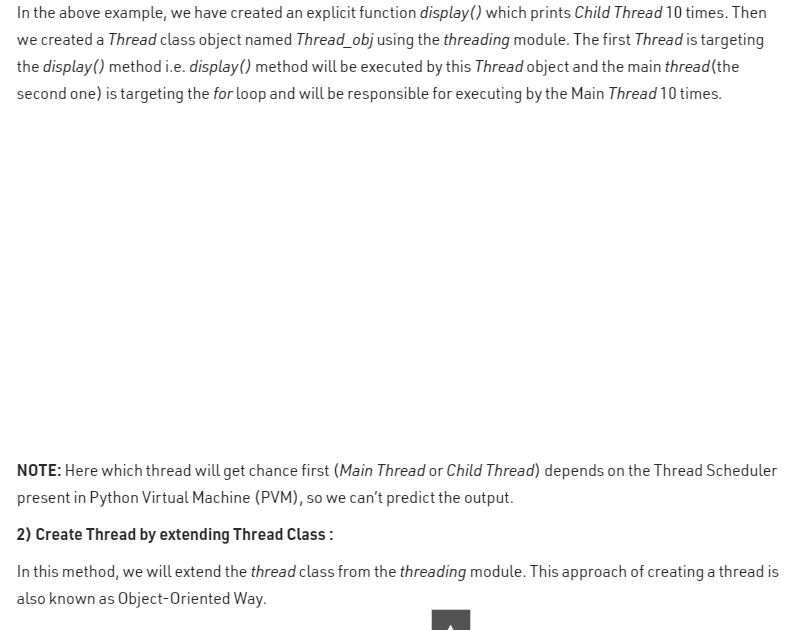 In the above example, we have created an explicit function display() which prints Child Thread 10 times. Then
we created a Thread class object named Thread_obj using the threading module. The first Thread is targeting
the display() method i.e. display() method will be executed by this Thread object and the main thread(the
second one) is targeting the for loop and will be responsible for executing by the Main Thread 10 times.
NOTE: Here which thread will get chance first (Main Thread or Child Thread) depends on the Thread Scheduler
present in Python Virtual Machine (PVM), so we can't predict the output.
2) Create Thread by extending Thread Class :
In this method, we will extend the thread class from the threading module. This approach of creating a thread is
also known as Object-Oriented Way.